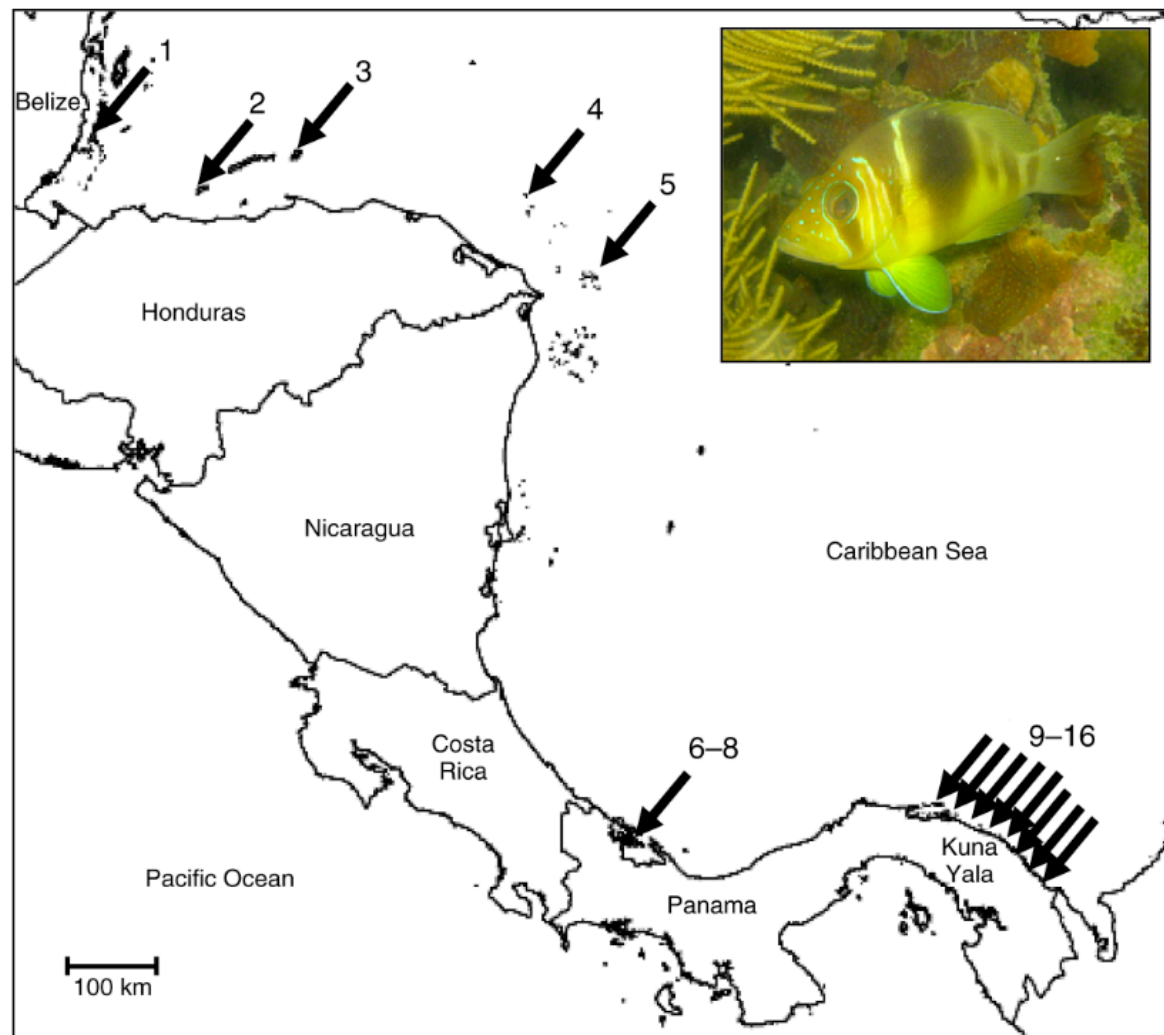 1
Belize
2
3
4
5
Honduras
Nicaragua
Caribbean Sea
Costa
Rica
6–8
9–16
Kuna
Yala
Pacific Ocean
Panama
100 km